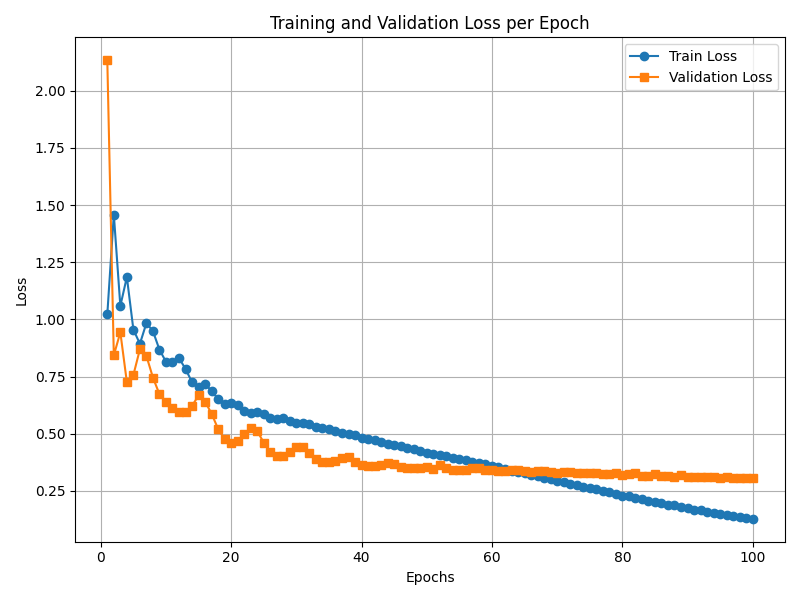 Training and Validation Loss per Epoch
Train Loss
Validation Loss
2.00
1.75
1.50
1.25
1.00
0.75
0.50
0.25
Loss
0 20 40 60 80 100
Epochs